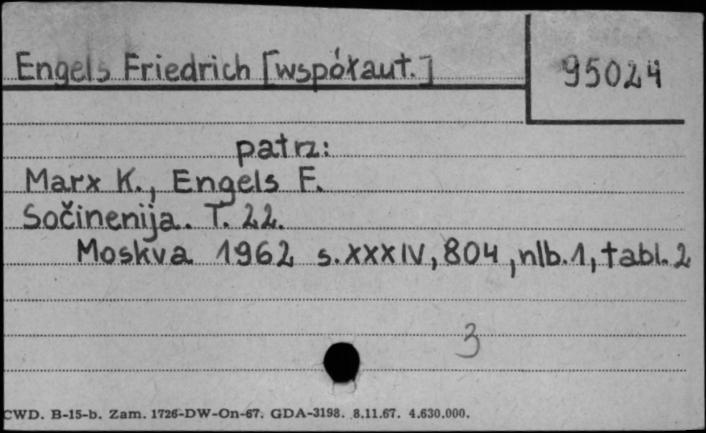 Engels Friedrich [współaut.]
95024
patrz:
Marx K., Engels F.
Sočinenija. T. 22.
Moskva 1962 s. XXXIV, 804, nlb. 1, tabl. 2
3
CWD. B-15-b. Zam. 1726-DW-On-67. GDA-3198. 8.11.67. 4.630.000.